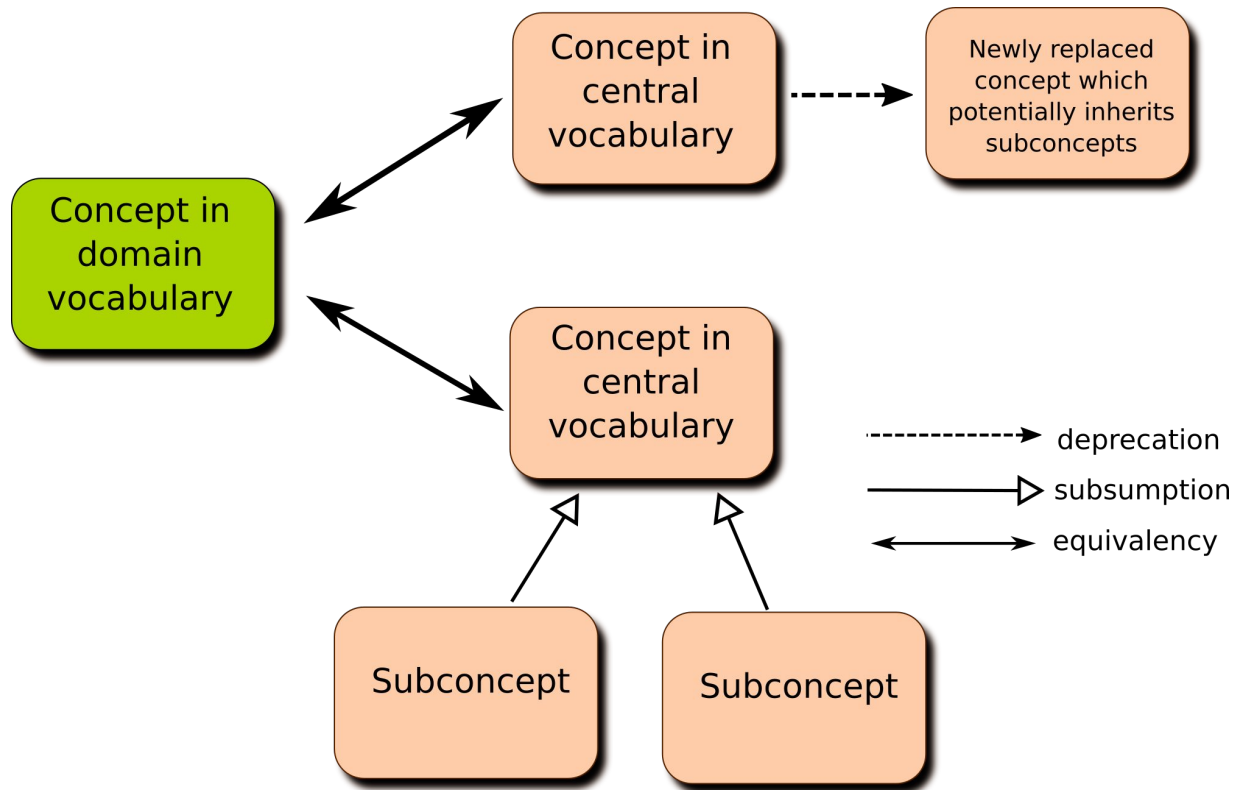 Concept in
central
vocabulary
Newly replaced
concept which
potentially inherits
subconcepts
Concept in
domain
vocabulary
Concept in
central
vocabulary
deprecation
subsumption
equivalency
Subconcept
Subconcept